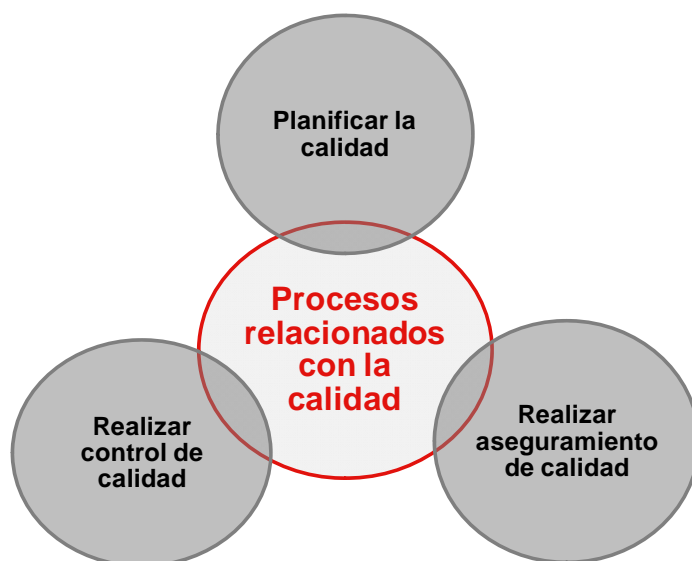 Planificar la
calidad
Procesos
relacionados
con la
calidad
Realizar
control de
calidad
Realizar
aseguramiento
de calidad